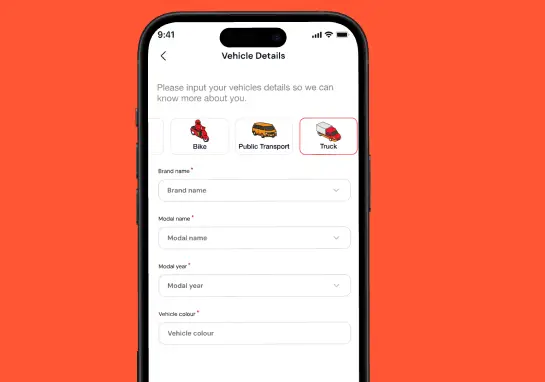 9:41
Vehicle Details
Please input your vehicles details so we can
know more about you.
Bike
Public Transport
Truck
Brand name *
Brand name
Modal name *
Modal name
Modal year *
Modal year
Vehicle colour *
Vehicle colour